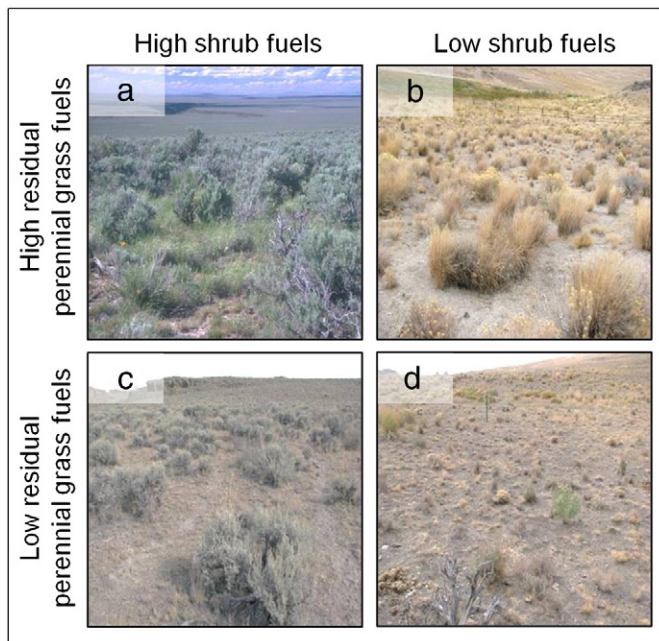 High shrub fuels
Low shrub fuels
High residual
perennial grass fuels
a
b
Low residual
perennial grass fuels
c
d